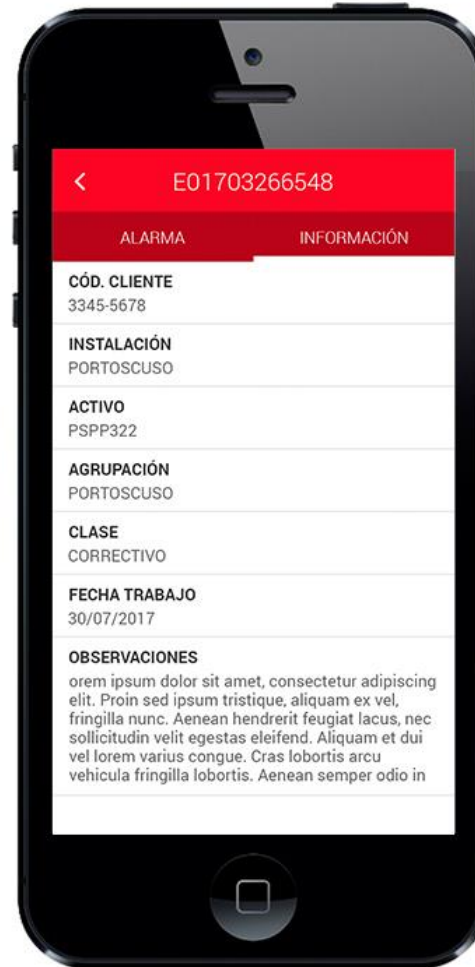 E01703266548
ALARMA
INFORMACIÓN
CÓD. CLIENTE
3345-5678
INSTALACIÓN
PORTOSCUSO
ACTIVO
PSPP322
AGRUPACIÓN
PORTOSCUSO
CLASE
CORRECTIVO
FECHA TRABAJO
30/07/2017
OBSERVACIONES
orem ipsum dolor sit amet, consectetur adipiscing
elit. Proin sed ipsum tristique, aliquam ex vel,
fringilla nunc. Aenean hendrerit feugiat lacus, nec
sollicitudin velit egestas eleifend. Aliquam et dui
vel lorem varius congue. Cras lobortis arcu
vehicula fringilla lobortis. Aenean semper odio in